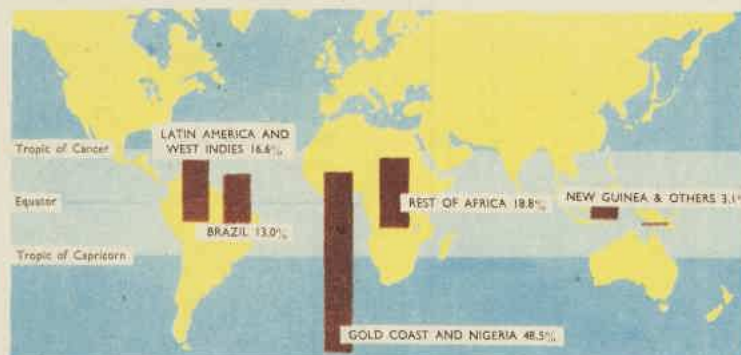 LATIN AMERICA AND
WEST INDIES 16.6%
Tropic of Cancer
Equator
REST OF AFRICA 18.8%
NEW GUINEA & OTHERS 3.1%
BRAZIL 13.0%
Tropic of Capricorn
GOLD COAST AND NIGERIA 48.5%